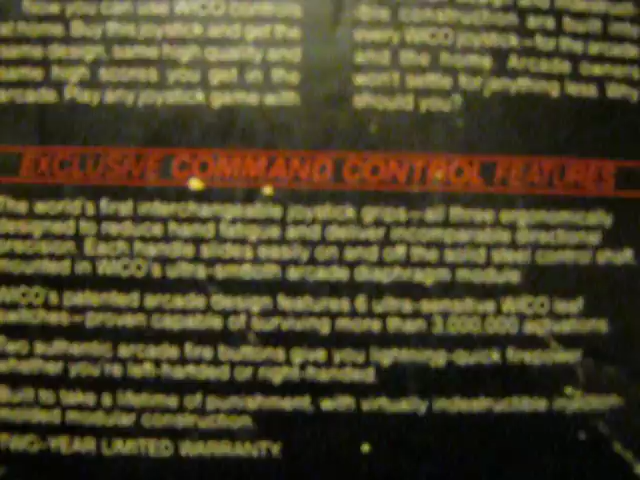 Now you can use WICO controls
at home. Buy the joystick and get the
same design, same high quality and
same high scores you get in the
arcade. Play any joystick game with
construction are built into
every WICO product—for the arcade
and the home. Arcade owners
won't settle for anything less. Why
should you?
EXCLUSIVE COMMAND CONTROL FEATURES
The world's first interchangeable joystick grips—all three
designed to reduce hand fatigue and deliver incomparable directional
precision. Each handle slides easily on and off the solid steel control shaft
in WICO's ultra-smooth arcade diaphragm module.
WICO's patented arcade design features 6 ultra-sensitive WICO leaf
switches—proven capable of surviving more than 3,000,000 activations.
Two authentic arcade fire buttons give you lightning-quick firepower
whether you're left-handed or right-handed.
Built to take a lifetime of punishment, with virtually indestructible
molded modular construction.
TWO-YEAR LIMITED WARRANTY